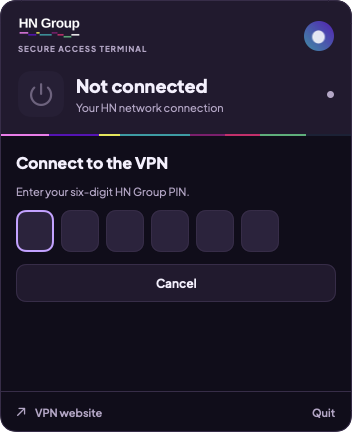 HN Group
SECURE ACCESS TERMINAL
Not connected
Your HN network connection
Connect to the VPN
Enter your six-digit HN Group PIN.
Cancel
VPN website
Quit